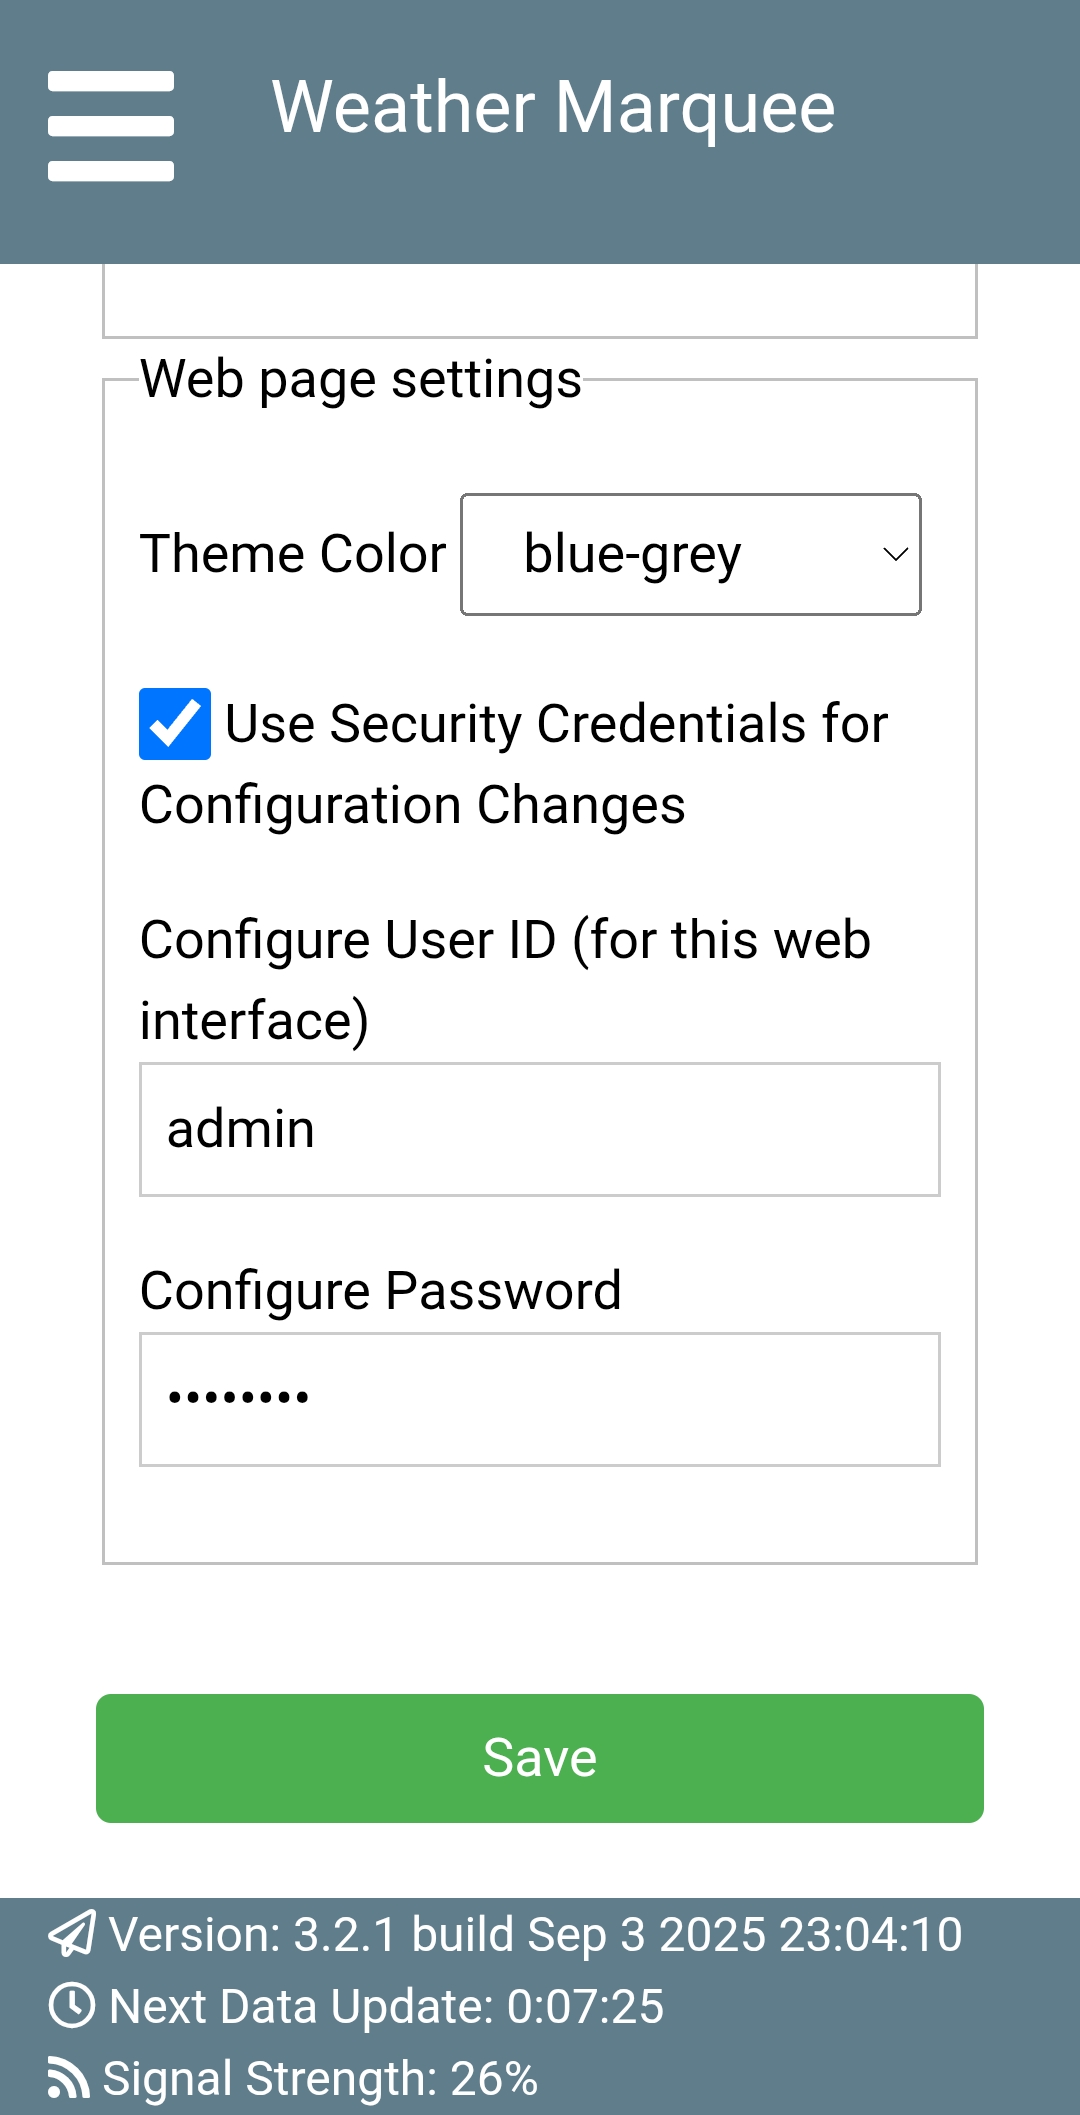 Weather Marquee
Web page settings
Theme Color blue-grey
Use Security Credentials for
Configuration Changes
Configure User ID (for this web
interface)
admin
Configure Password
••••••••
Save
Version: 3.2.1 build Sep 3 2025 23:04:10
Next Data Update: 0:07:25
Signal Strength: 26%